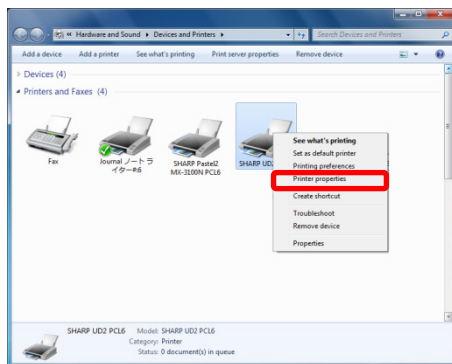 « Hardware and Sound ▸ Devices and Printers ▸
Search Devices and Printers
Add a device Add a printer See what's printing Print server properties Remove device
Devices (4)
Printers and Faxes (4)
Fax
Journal ノート ラ
イター#:6
SHARP Pastel2
MX-3100N PCL6
SHARP UD2
See what's printing
Set as default printer
Printing preferences
Printer properties
Create shortcut
Troubleshoot
Remove device
Properties
SHARP UD2 PCL6 Model: SHARP UD2 PCL6
Category: Printer
Status: 0 document(s) in queue